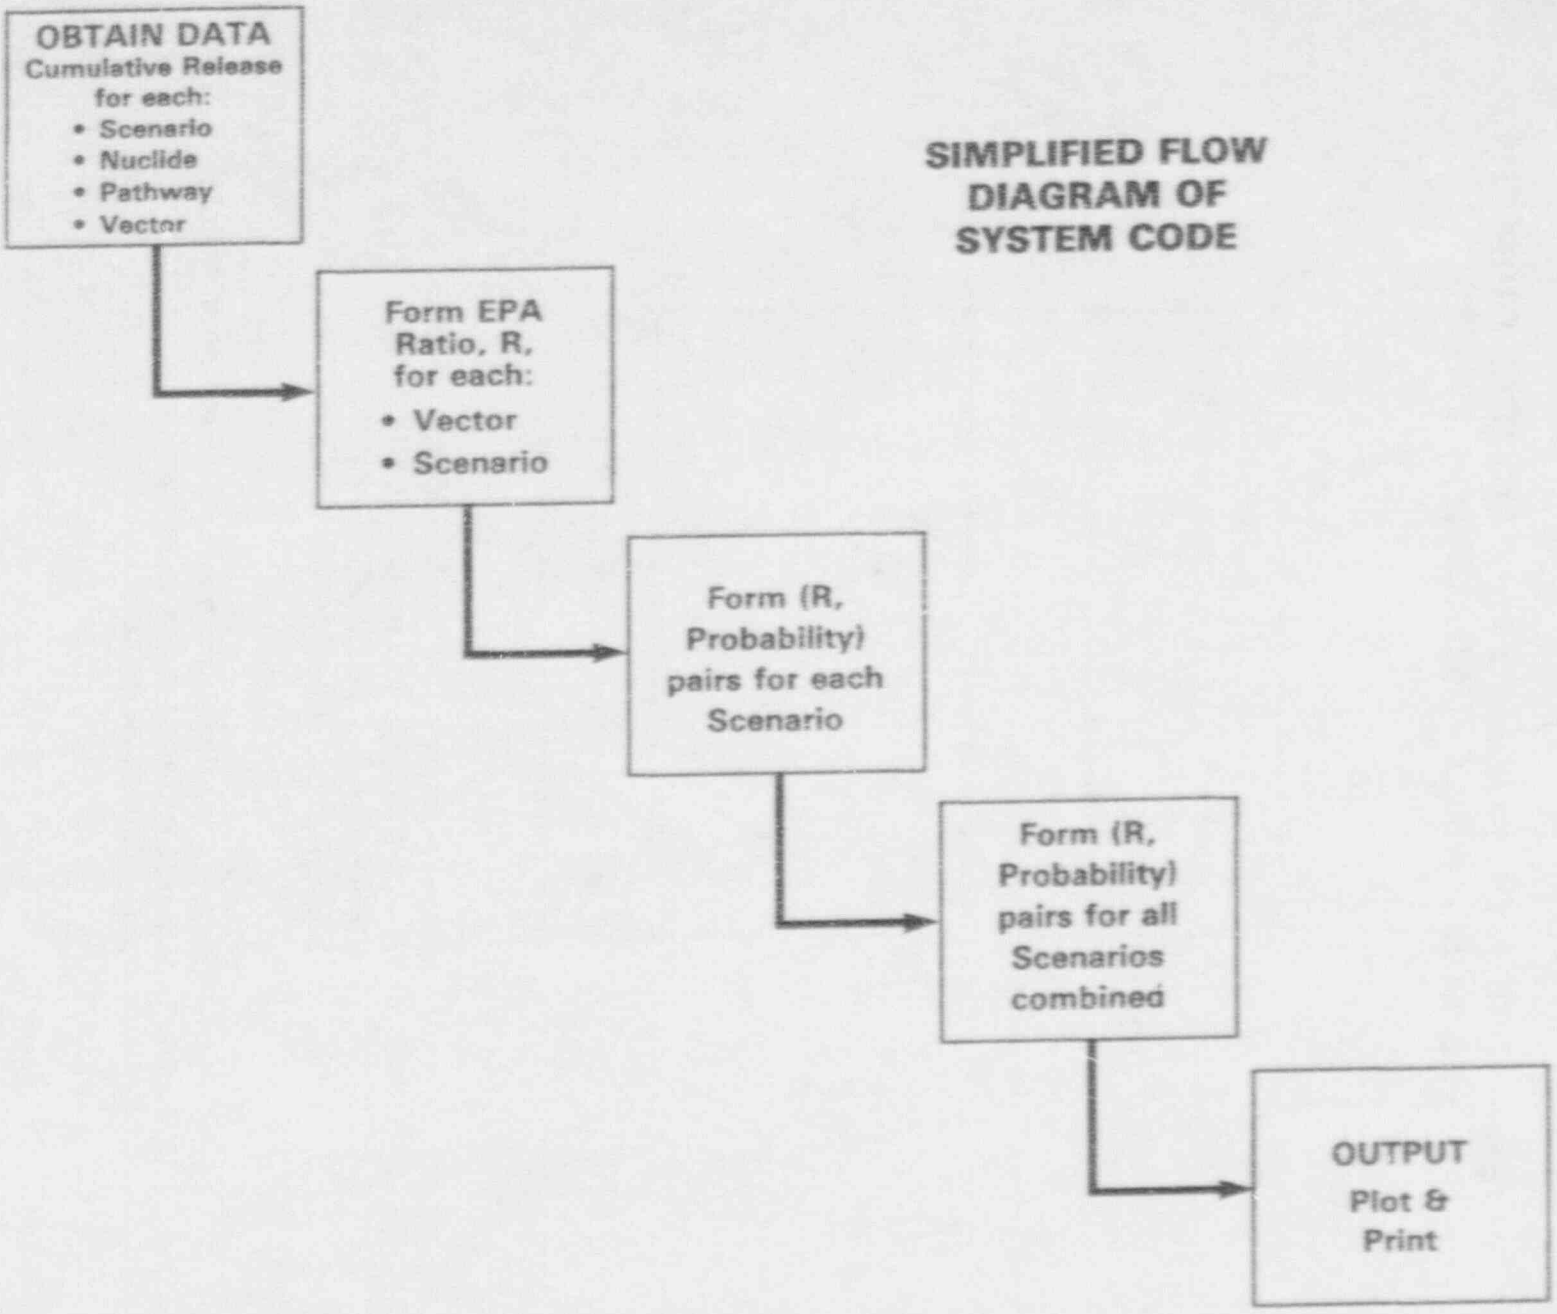 OBTAIN DATA
Cumulative Release
for each:
• Scenario
• Nuclide
• Pathway
• Vector
SIMPLIFIED FLOW
DIAGRAM OF
SYSTEM CODE
Form EPA
Ratio, R,
for each:
• Vector
• Scenario
Form (R,
Probability)
pairs for each
Scenario
Form (R,
Probability)
pairs for all
Scenarios
combined
OUTPUT
Plot &
Print